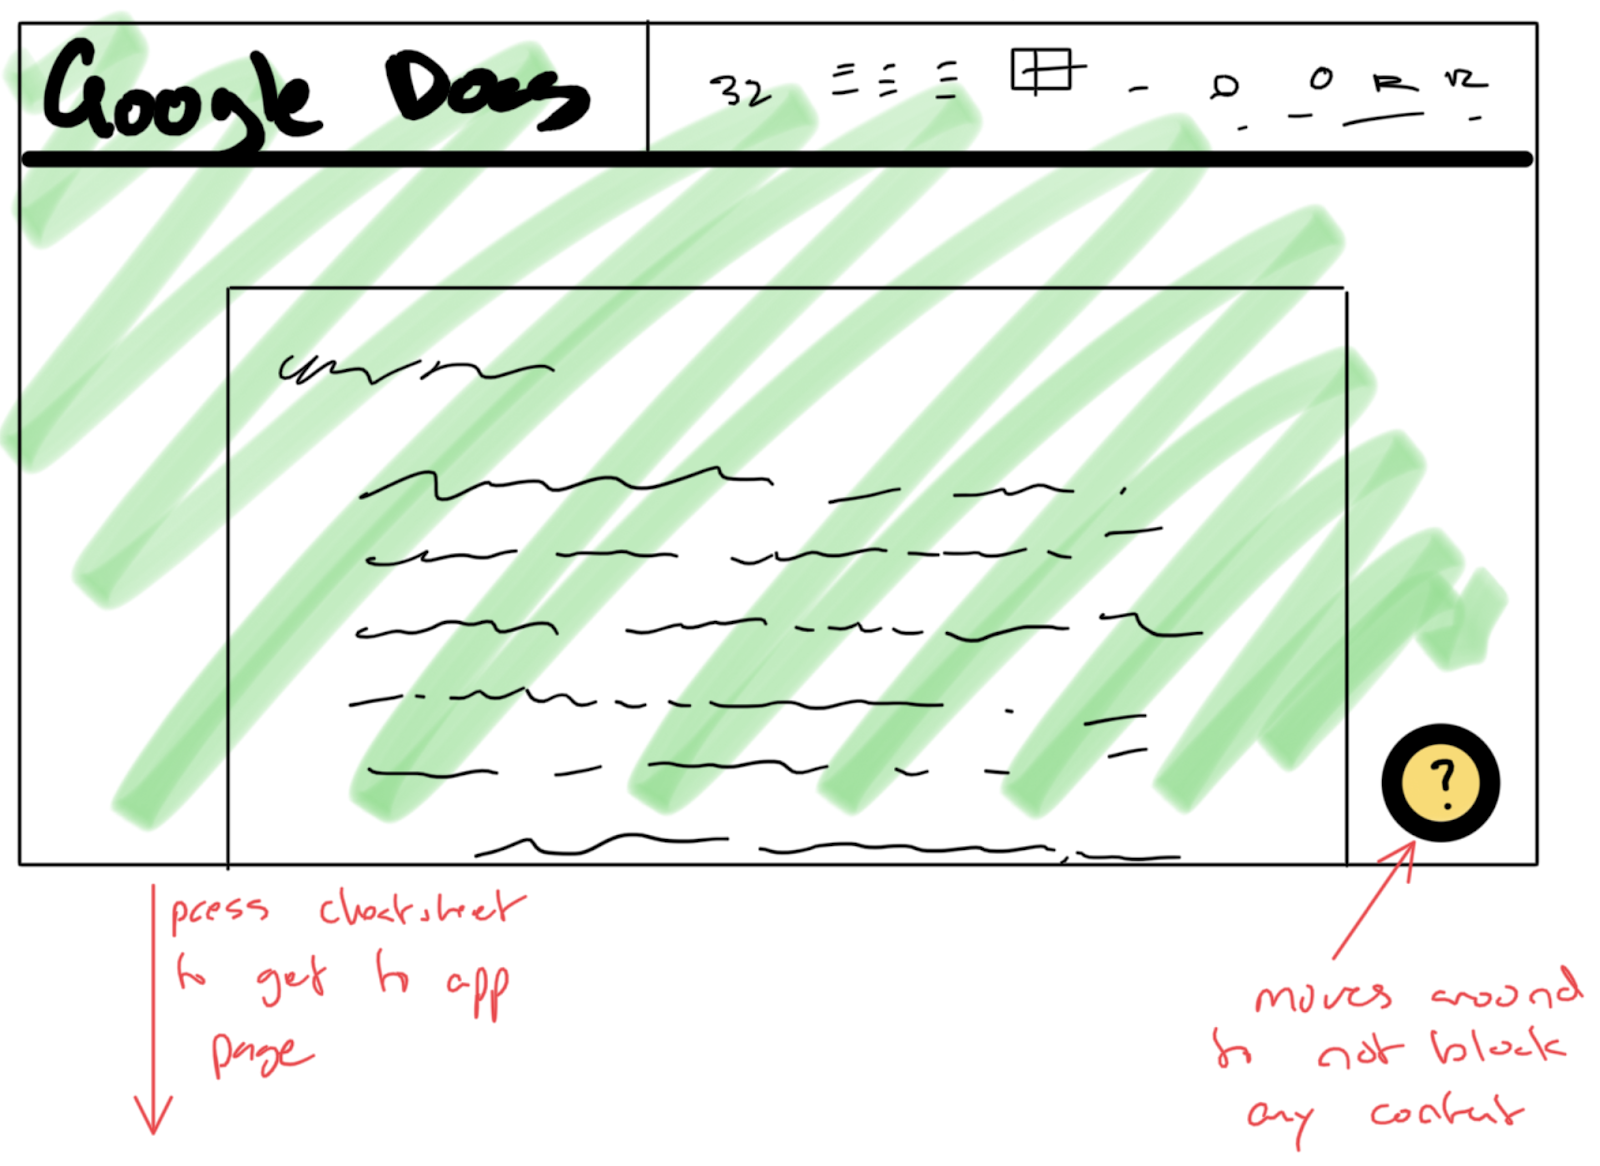 Google Docs
32
?
press cheatsheet
to get to app
page
moves around
to not block
any content